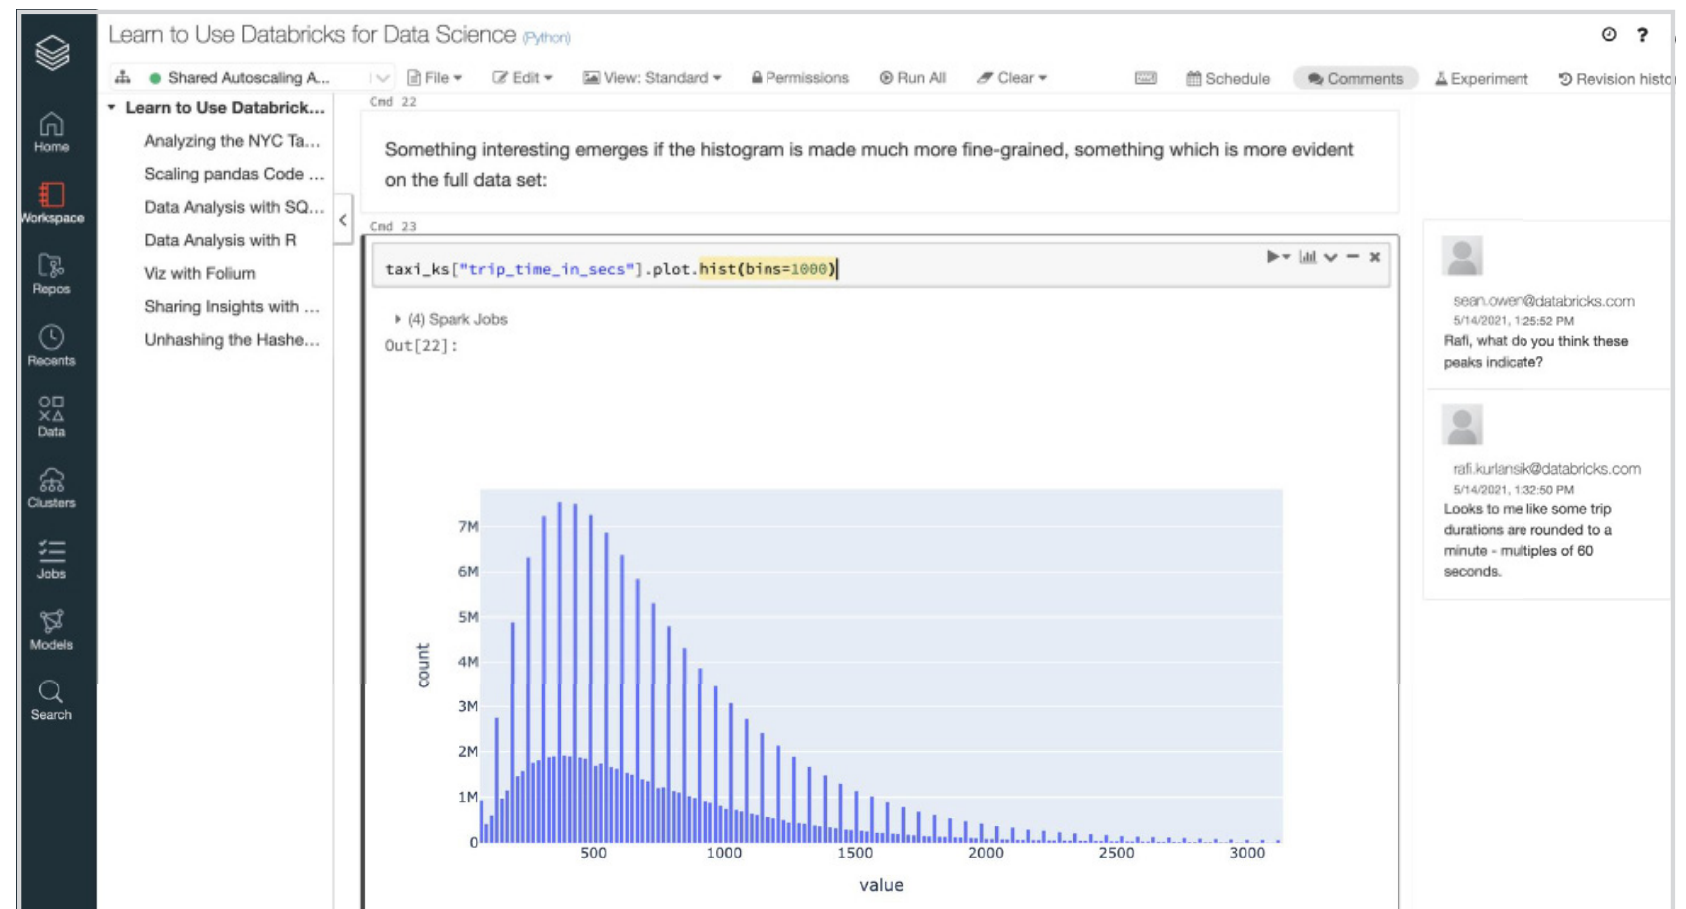 Learn to Use Databricks for Data Science (Python)
?
Shared Autoscaling A...
File
Edit
View: Standard
Permissions
Run All
Clear
Schedule
Comments
Experiment
Revision histo
Home
Workspace
Repos
Recents
Data
Clusters
Jobs
Models
Search
Learn to Use Databrick...
Analyzing the NYC Ta...
Scaling pandas Code ...
Data Analysis with SQ...
Data Analysis with R
Viz with Folium
Sharing Insights with ...
Unhashing the Hashe...
Cmd 22
Something interesting emerges if the histogram is made much more fine-grained, something which is more evident
on the full data set:
Cmd 23
taxi_ks["trip_time_in_secs"].plot.hist(bins=1000)
(4) Spark Jobs
Out[22]:
7M
6M
5M
4M
3M
2M
1M
0
count
500
1000
1500
2000
2500
3000
value
sean.owen@databricks.com
5/14/2021, 1:25:52 PM
Rafi, what do you think these
peaks indicate?
rafi.kurlansik@databricks.com
5/14/2021, 1:32:50 PM
Looks to me like some trip
durations are rounded to a
minute - multiples of 60
seconds.